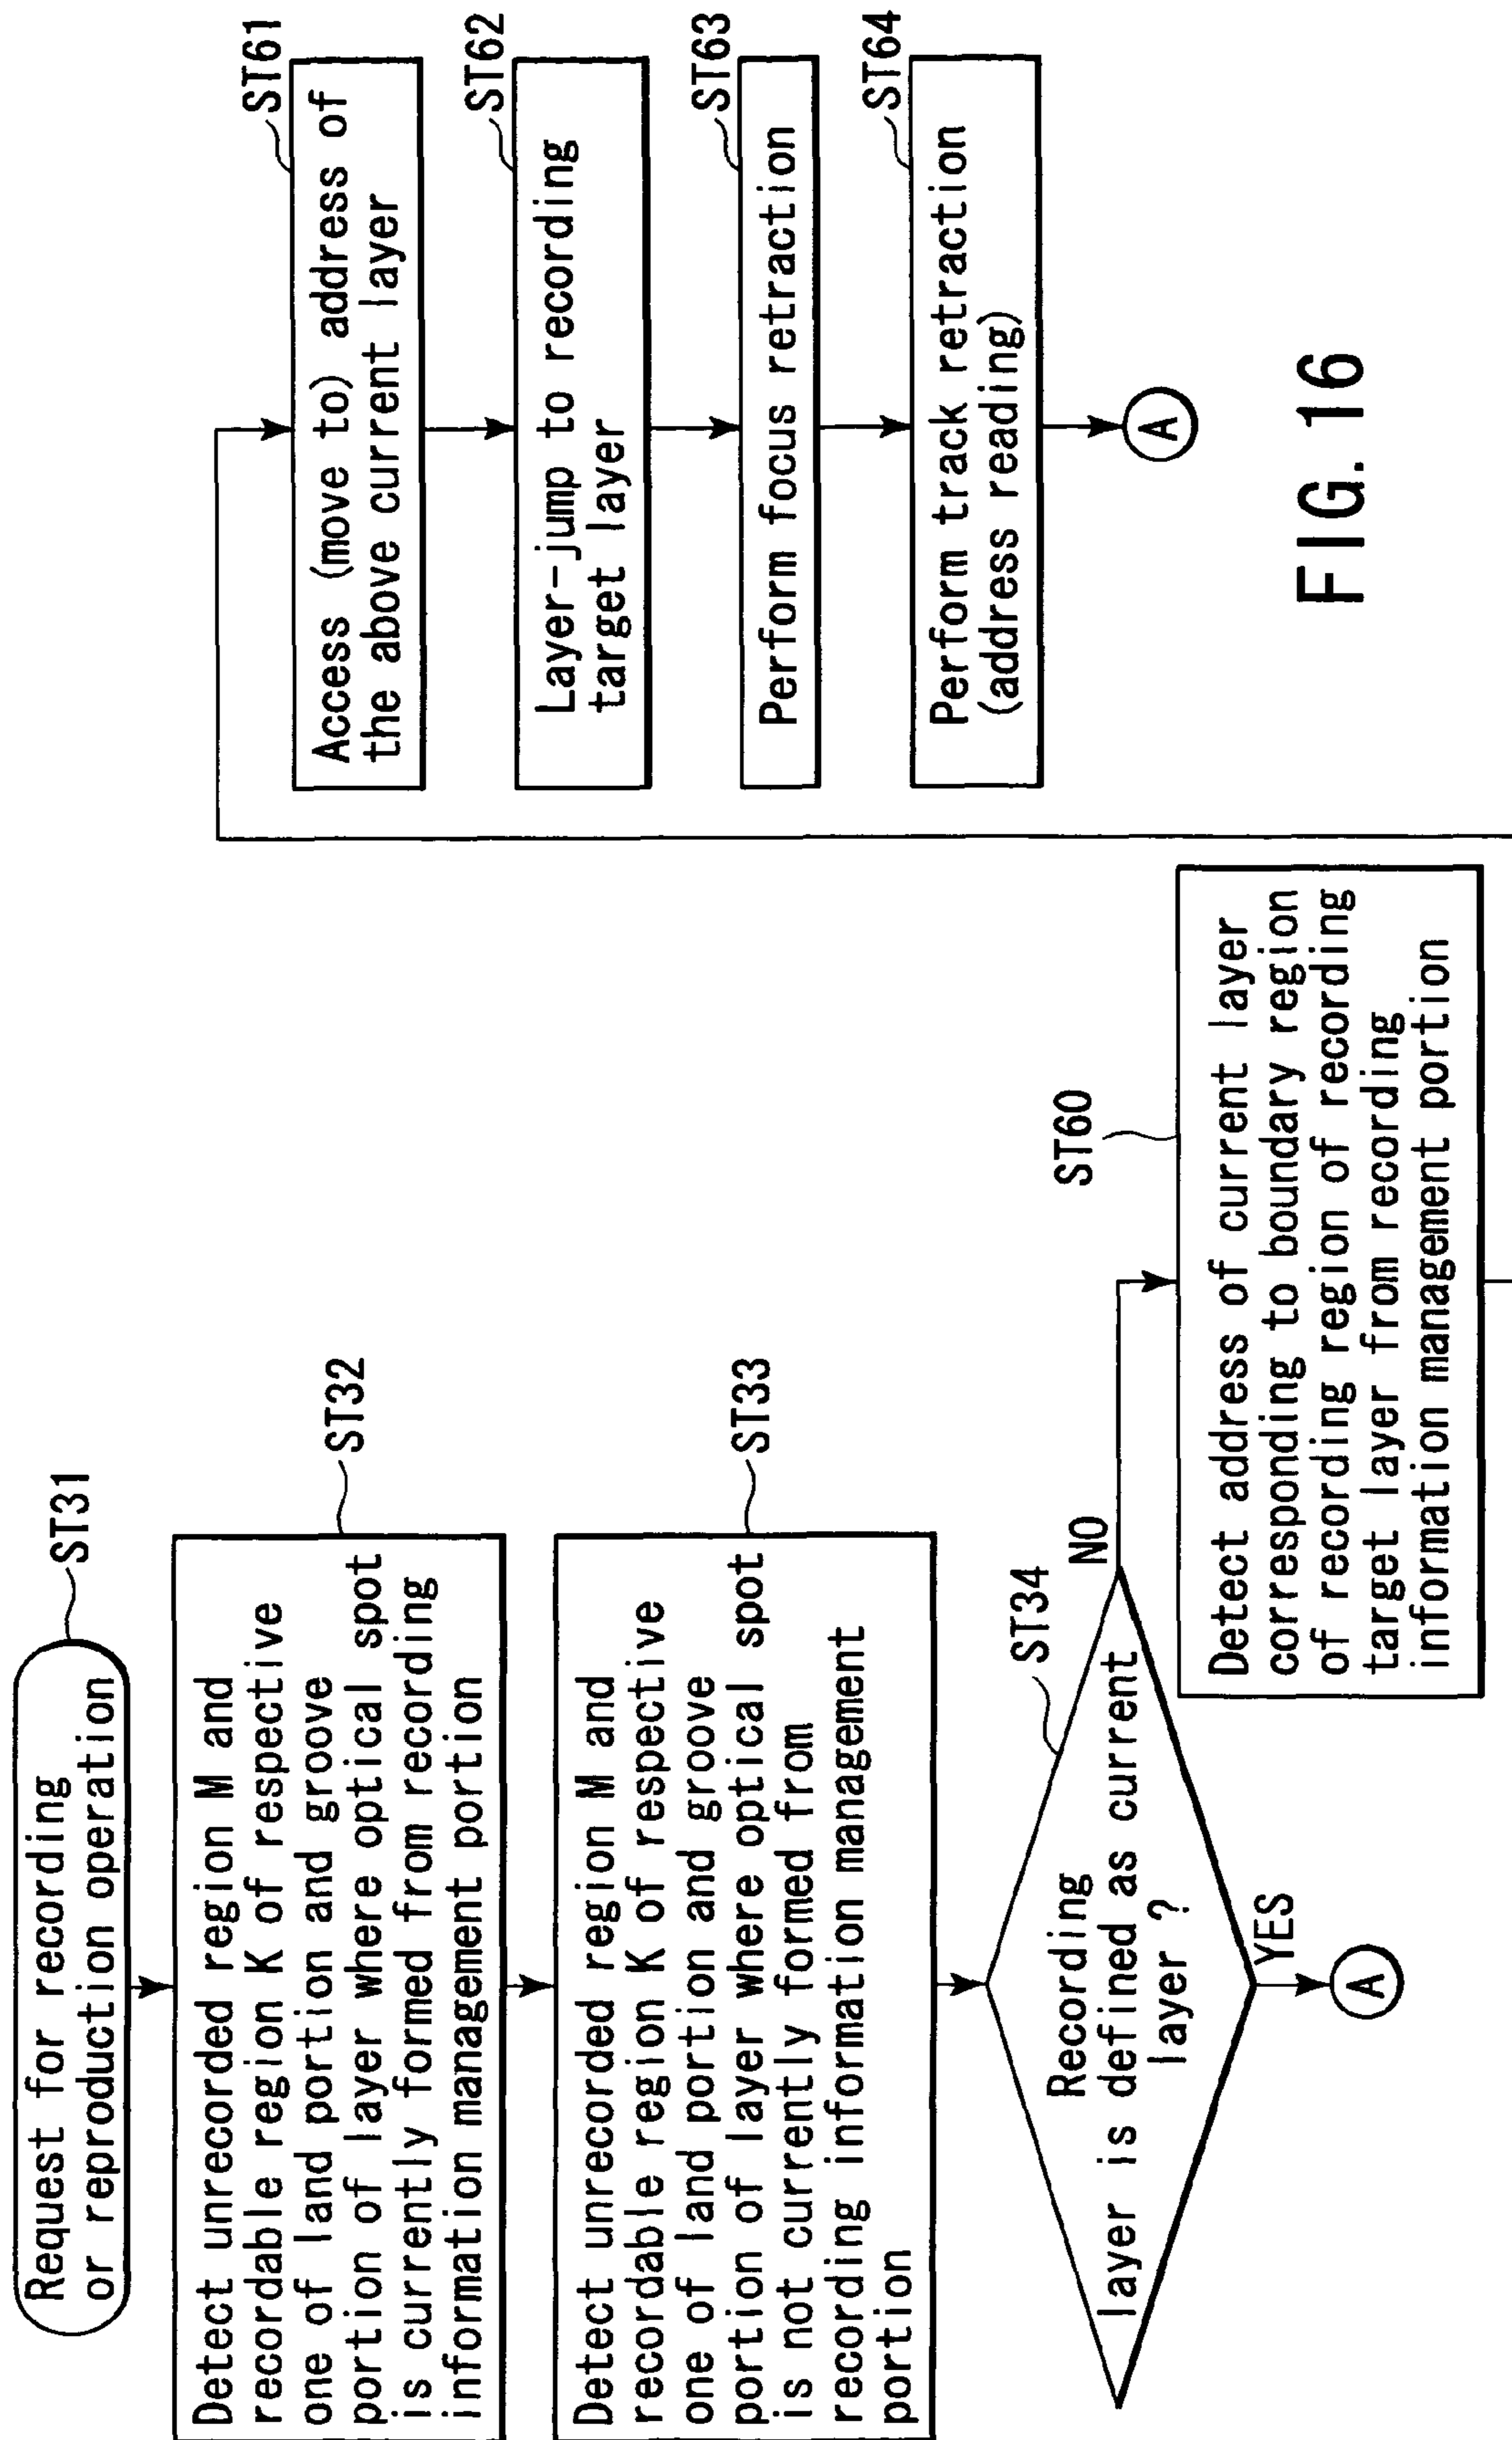 ST31
Request for recording
or reproduction operation
ST32
Detect unrecorded region M and
recordable region K of respective
one of land portion and groove
portion of layer where optical spot
is currently formed from recording
information management portion
ST33
Detect unrecorded region M and
recordable region K of respective
one of land portion and groove
portion of layer where optical spot
is not currently formed from
recording information management
portion
ST34
Recording
layer is defined as current
layer ?
NO
YES
A
ST60
Detect address of current layer
corresponding to boundary region
of recording region of recording
target layer from recording
information management portion
ST61
Access (move to) address of
the above current layer
ST62
Layer-jump to recording
target layer
ST63
Perform focus retraction
ST64
Perform track retraction
(address reading)
A
FIG. 16